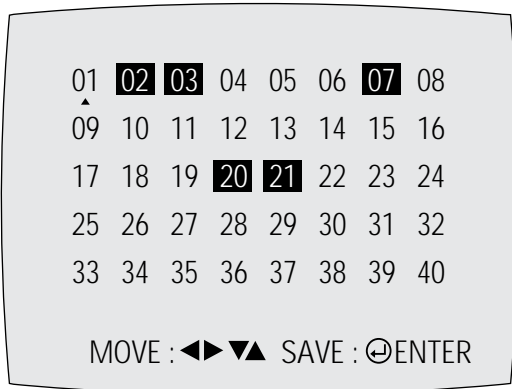 01 02 03 04 05 06 07 08
09 10 11 12 13 14 15 16
17 18 19 20 21 22 23 24
25 26 27 28 29 30 31 32
33 34 35 36 37 38 39 40
MOVE : ◀▶▼▲ SAVE : ⏎ENTER